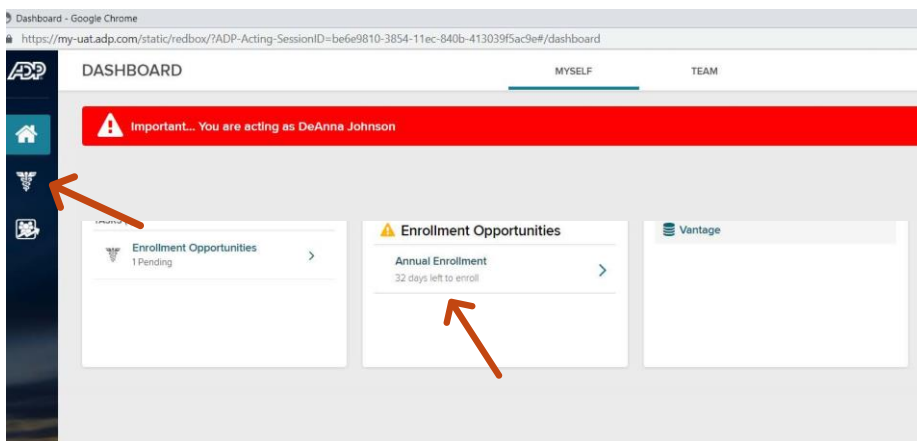 Dashboard - Google Chrome
https://my-uat.adp.com/static/redbox/?ADP-Acting-SessionID=be6e9810-3854-11ec-840b-413039f5ac9e#/dashboard
ADP
DASHBOARD
MYSELF
TEAM
Important... You are acting as DeAnna Johnson
TASKS
Enrollment Opportunities
1 Pending
Enrollment Opportunities
Annual Enrollment
32 days left to enroll
Vantage